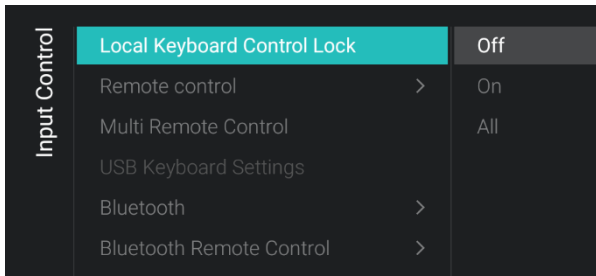 Input Control
Local Keyboard Control Lock
Remote control
Multi Remote Control
USB Keyboard Settings
Bluetooth
Bluetooth Remote Control
Off
On
All